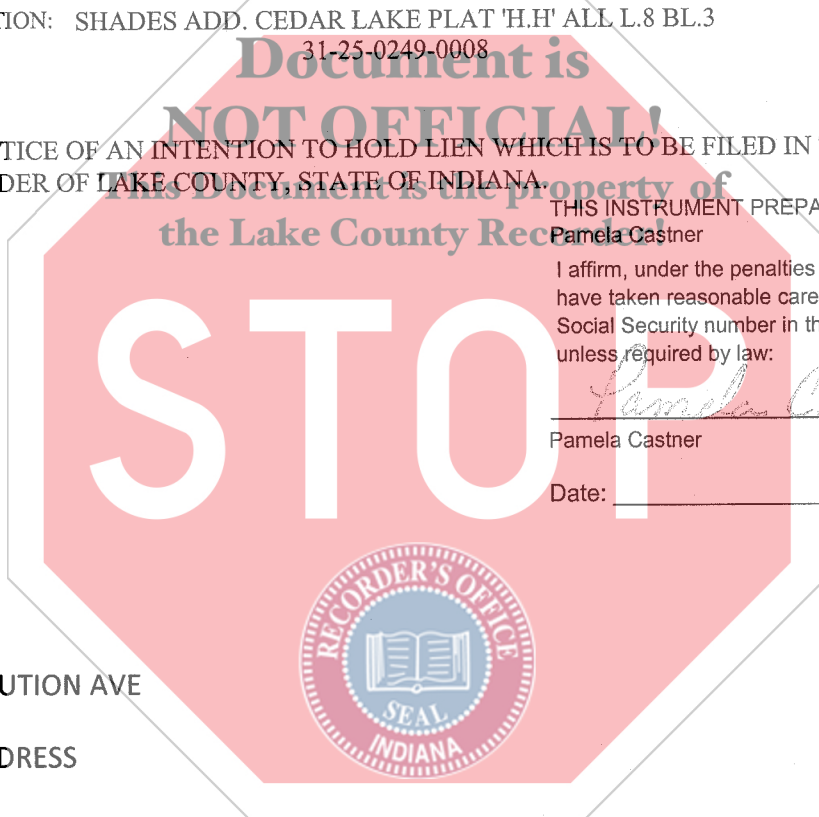 TION: SHADES ADD. CEDAR LAKE PLAT 'H.H' ALL L.8 BL.3
31-25-0249-0008
Document is
NOT OFFICIAL!
TICE OF AN INTENTION TO HOLD LIEN WHICH IS TO BE FILED IN
DER OF LAKE COUNTY, STATE OF INDIANA.
This Document is the property of
the Lake County Recorder!
THIS INSTRUMENT PREPA
Pamela Castner
I affirm, under the penalties
have taken reasonable care
Social Security number in th
unless required by law:
Pamela C
Pamela Castner
Date:
STOP
RECORDER'S OFFICE
SEAL
INDIANA
UTION AVE
DRESS